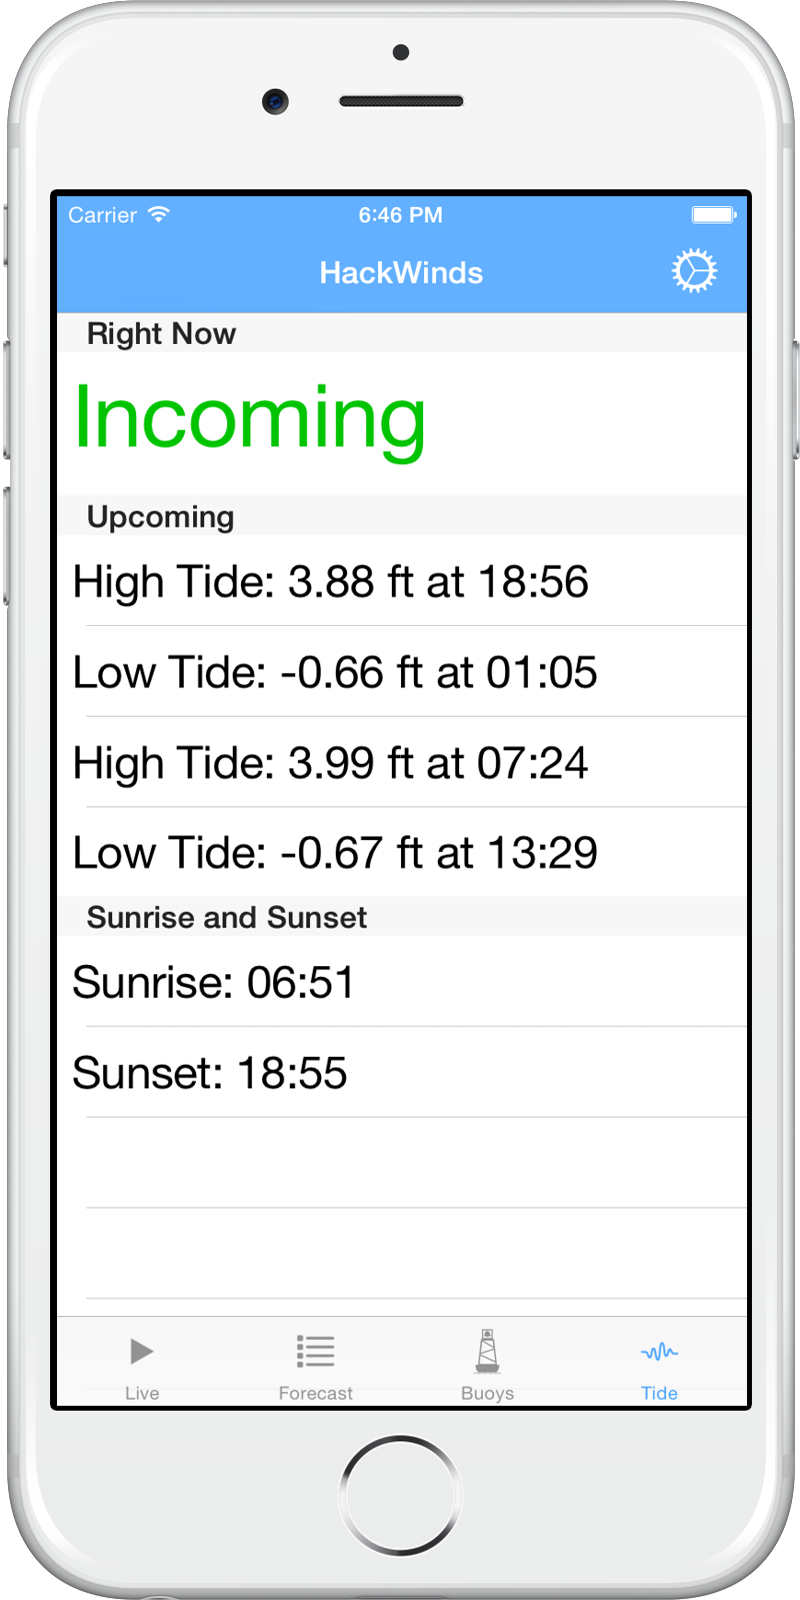 Carrier 6:46 PM
HackWinds
Right Now
Incoming
Upcoming
High Tide: 3.88 ft at 18:56
Low Tide: -0.66 ft at 01:05
High Tide: 3.99 ft at 07:24
Low Tide: -0.67 ft at 13:29
Sunrise and Sunset
Sunrise: 06:51
Sunset: 18:55
Live Forecast Buoys Tide